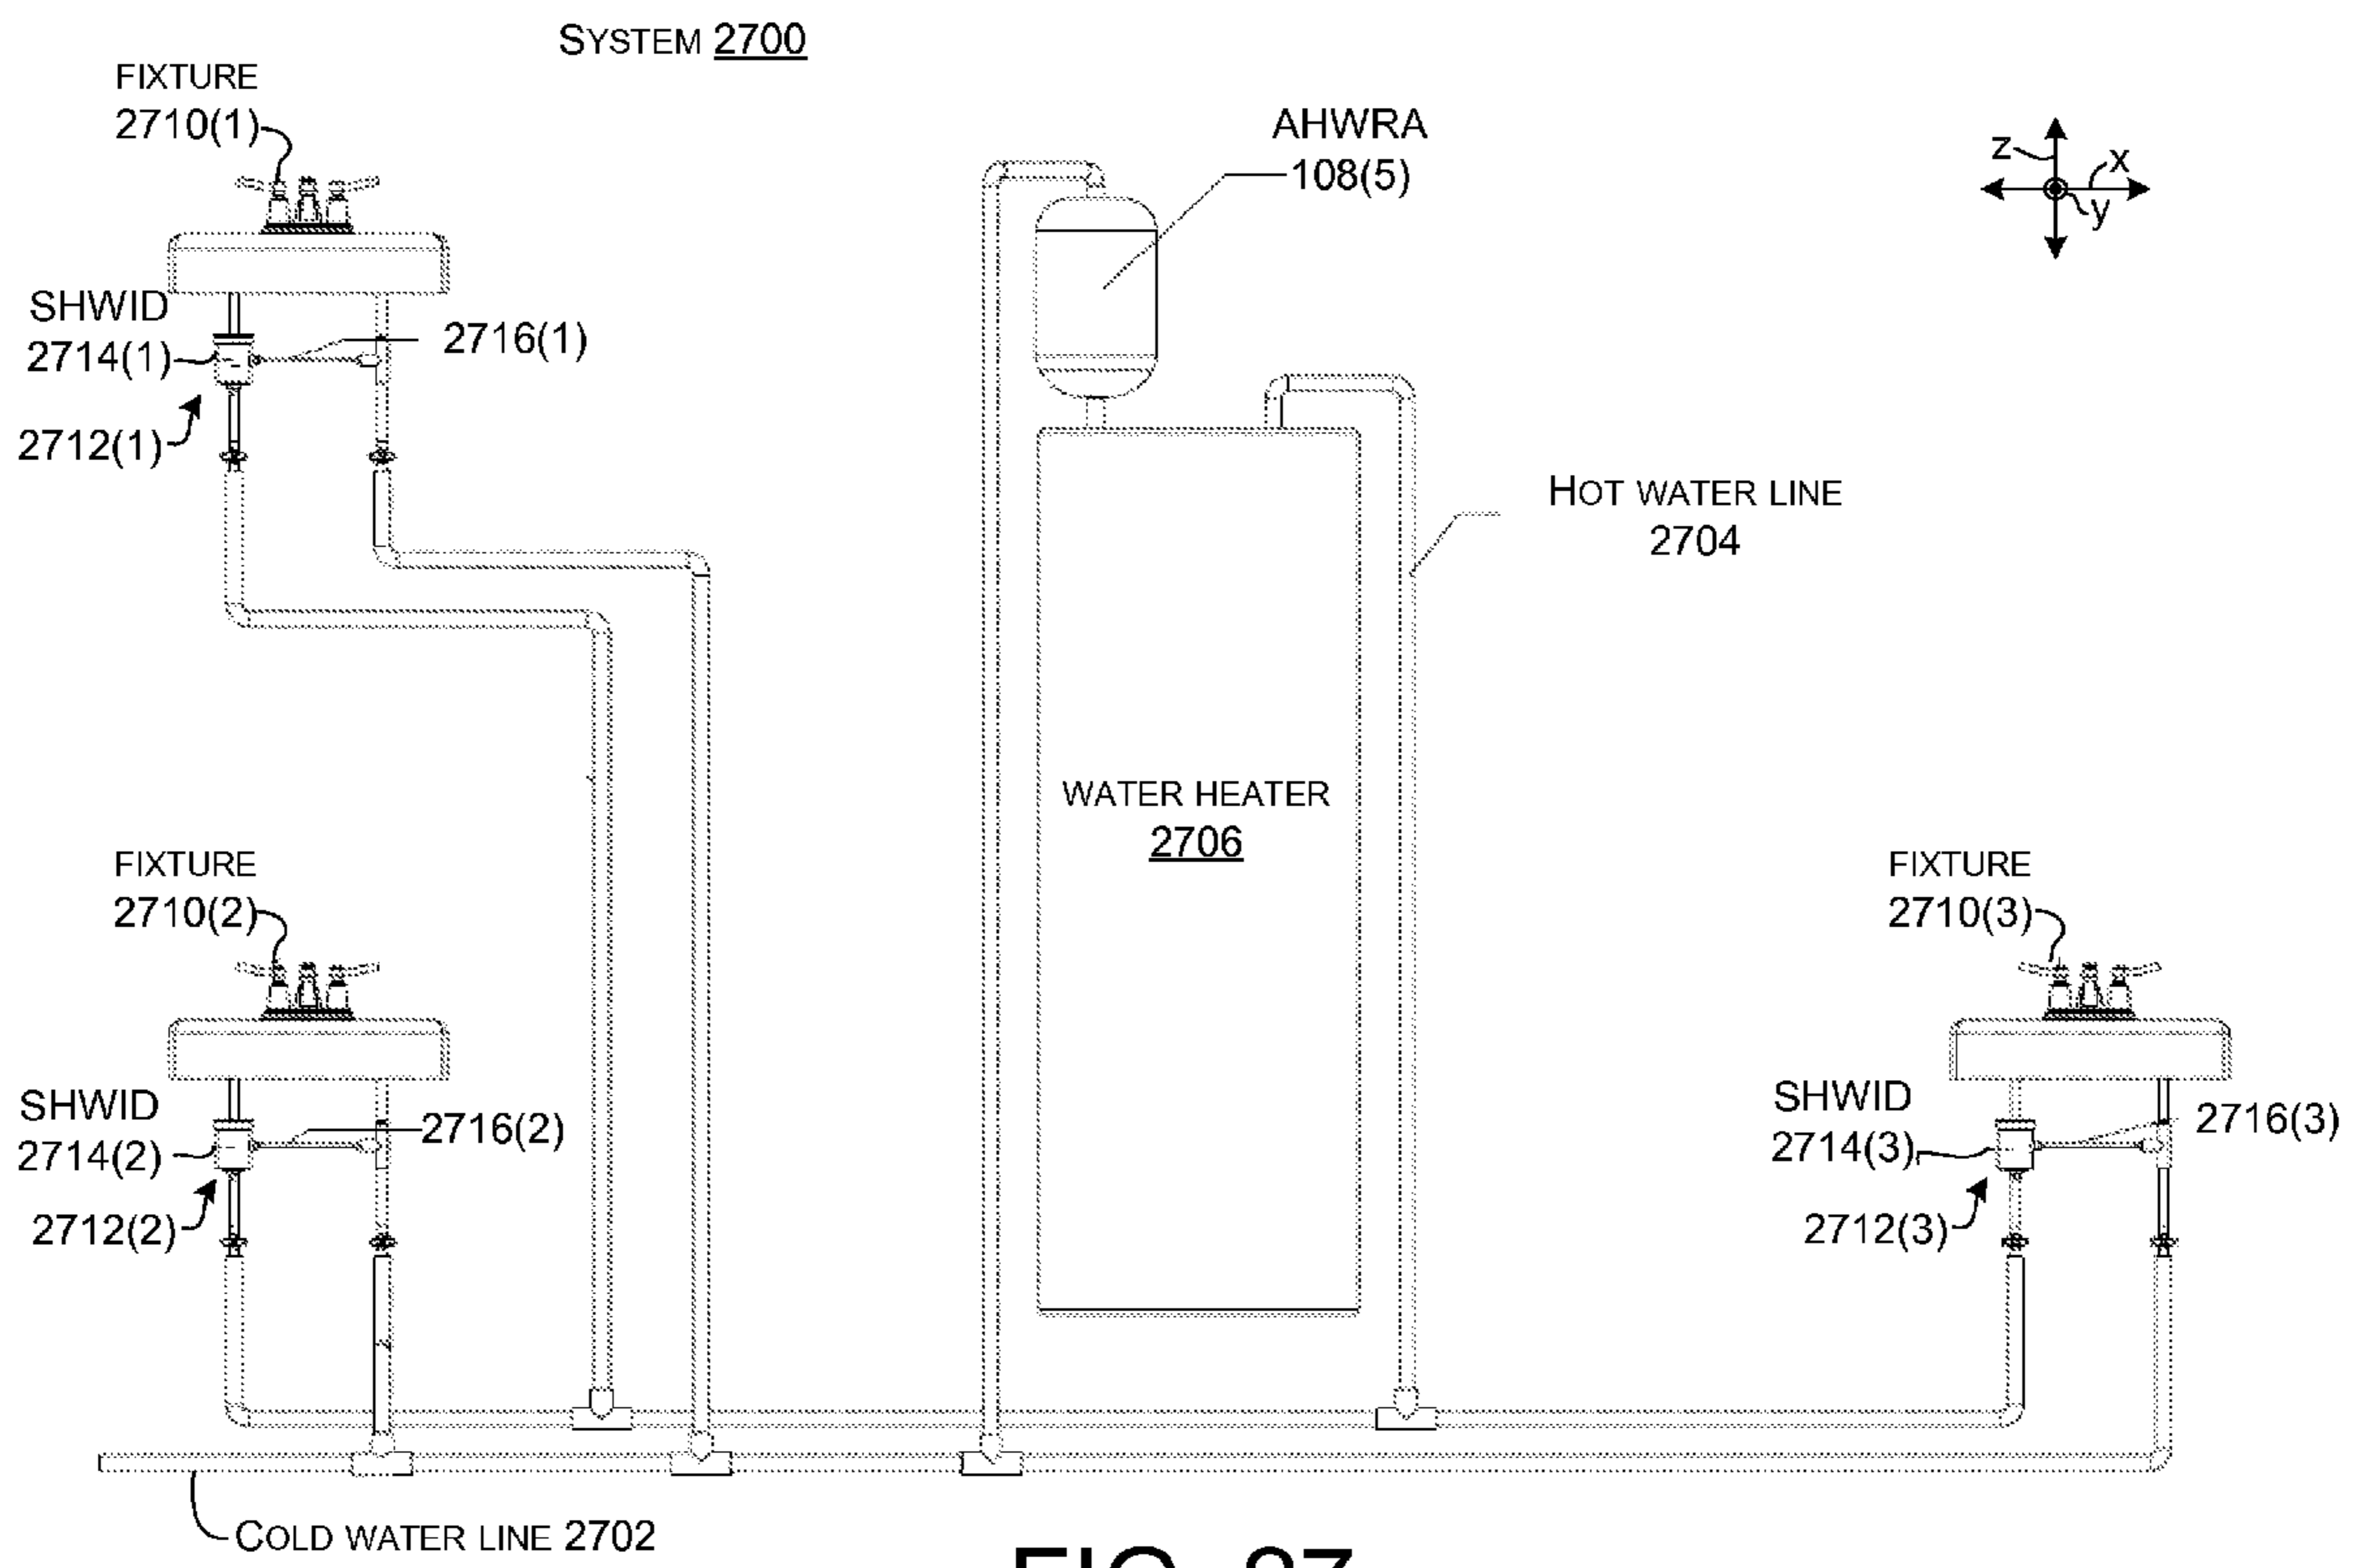 SYSTEM 2700
FIXTURE
2710(1)
AHWRA
108(5)
z
x
y
SHWID
2714(1)
2716(1)
2712(1)
HOT WATER LINE
2704
WATER HEATER
2706
FIXTURE
2710(2)
FIXTURE
2710(3)
SHWID
2714(2)
2716(2)
2712(2)
SHWID
2714(3)
2716(3)
2712(3)
COLD WATER LINE 2702
FIG. 27